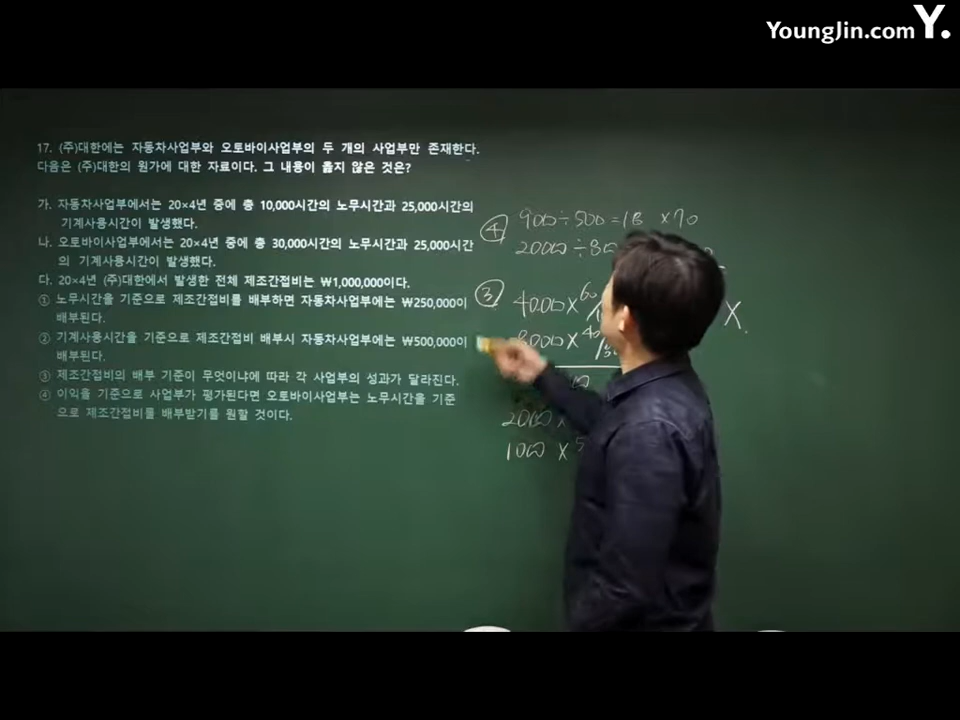 YoungJin.com Y.
17. (주)대한에는 자동차사업부와 오토바이사업부의 두 개의 사업부만 존재한다.
다음은 (주)대한의 원가에 대한 자료이다. 그 내용이 옳지 않은 것은?
가. 자동차사업부에서는 20×4년 중에 총 10,000시간의 노무시간과 25,000시간의
기계사용시간이 발생했다.
나. 오토바이사업부에서는 20×4년 중에 총 30,000시간의 노무시간과 25,000시간
의 기계사용시간이 발생했다.
다. 20×4년 (주)대한에서 발생한 전체 제조간접비는 ₩1,000,000이다.
① 노무시간을 기준으로 제조간접비를 배부하면 자동차사업부에는 ₩250,000이
배부된다.
② 기계사용시간을 기준으로 제조간접비 배부시 자동차사업부에는 ₩500,000이
배부된다.
③ 제조간접비의 배부 기준이 무엇이냐에 따라 각 사업부의 성과가 달라진다.
④ 이익을 기준으로 사업부가 평가된다면 오토바이사업부는 노무시간을 기준
으로 제조간접비를 배부받기를 원할 것이다.
④ 9000÷500=18 ×70
③
X